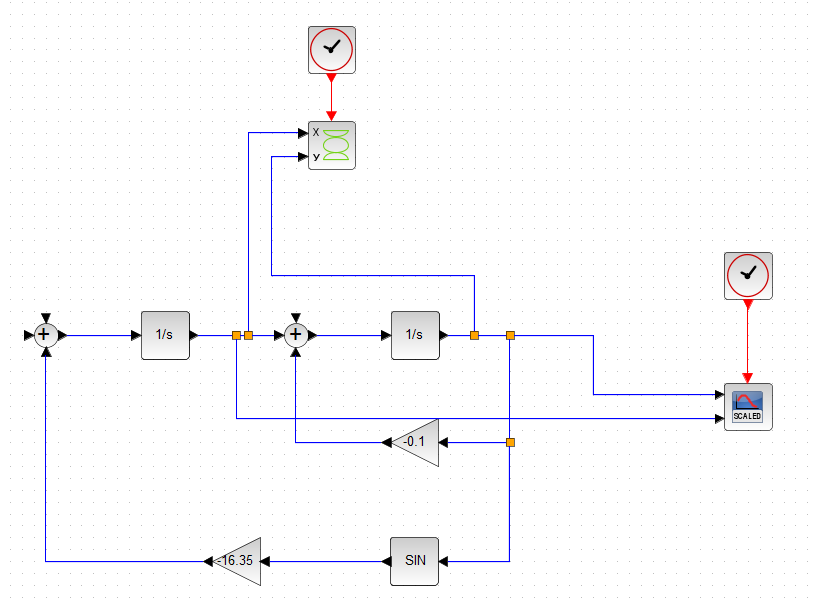 X
Y
+
1/s
+
1/s
SCALED
-0.1
-16.35
SIN